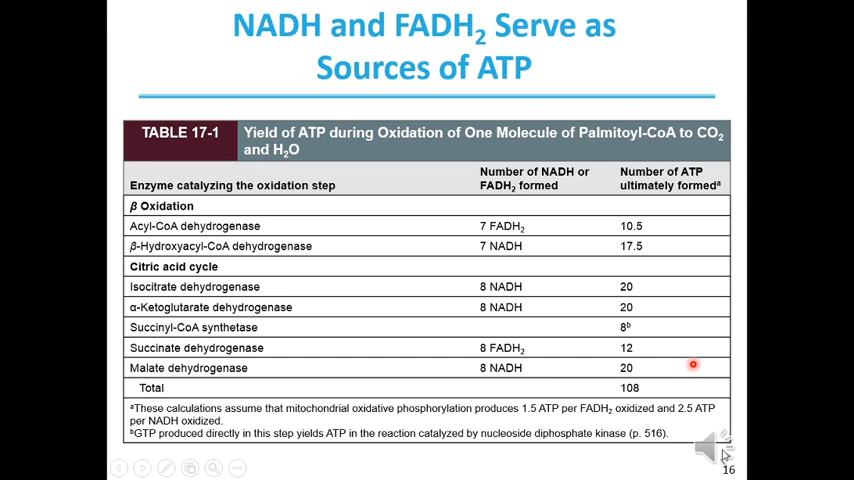 NADH and FADH₂ Serve as
Sources of ATP
TABLE 17-1 Yield of ATP during Oxidation of One Molecule of Palmitoyl-CoA to CO₂
and H₂O
Number of NADH or Number of ATP
Enzyme catalyzing the oxidation step FADH₂ formed ultimately formedᵃ
β Oxidation
Acyl-CoA dehydrogenase 7 FADH₂ 10.5
β-Hydroxyacyl-CoA dehydrogenase 7 NADH 17.5
Citric acid cycle
Isocitrate dehydrogenase 8 NADH 20
α-Ketoglutarate dehydrogenase 8 NADH 20
Succinyl-CoA synthetase 8ᵇ
Succinate dehydrogenase 8 FADH₂ 12
Malate dehydrogenase 8 NADH 20
Total 108
ᵃThese calculations assume that mitochondrial oxidative phosphorylation produces 1.5 ATP per FADH₂ oxidized and 2.5 ATP
per NADH oxidized.
ᵇGTP produced directly in this step yields ATP in the reaction catalyzed by nucleoside diphosphate kinase (p. 516).
16